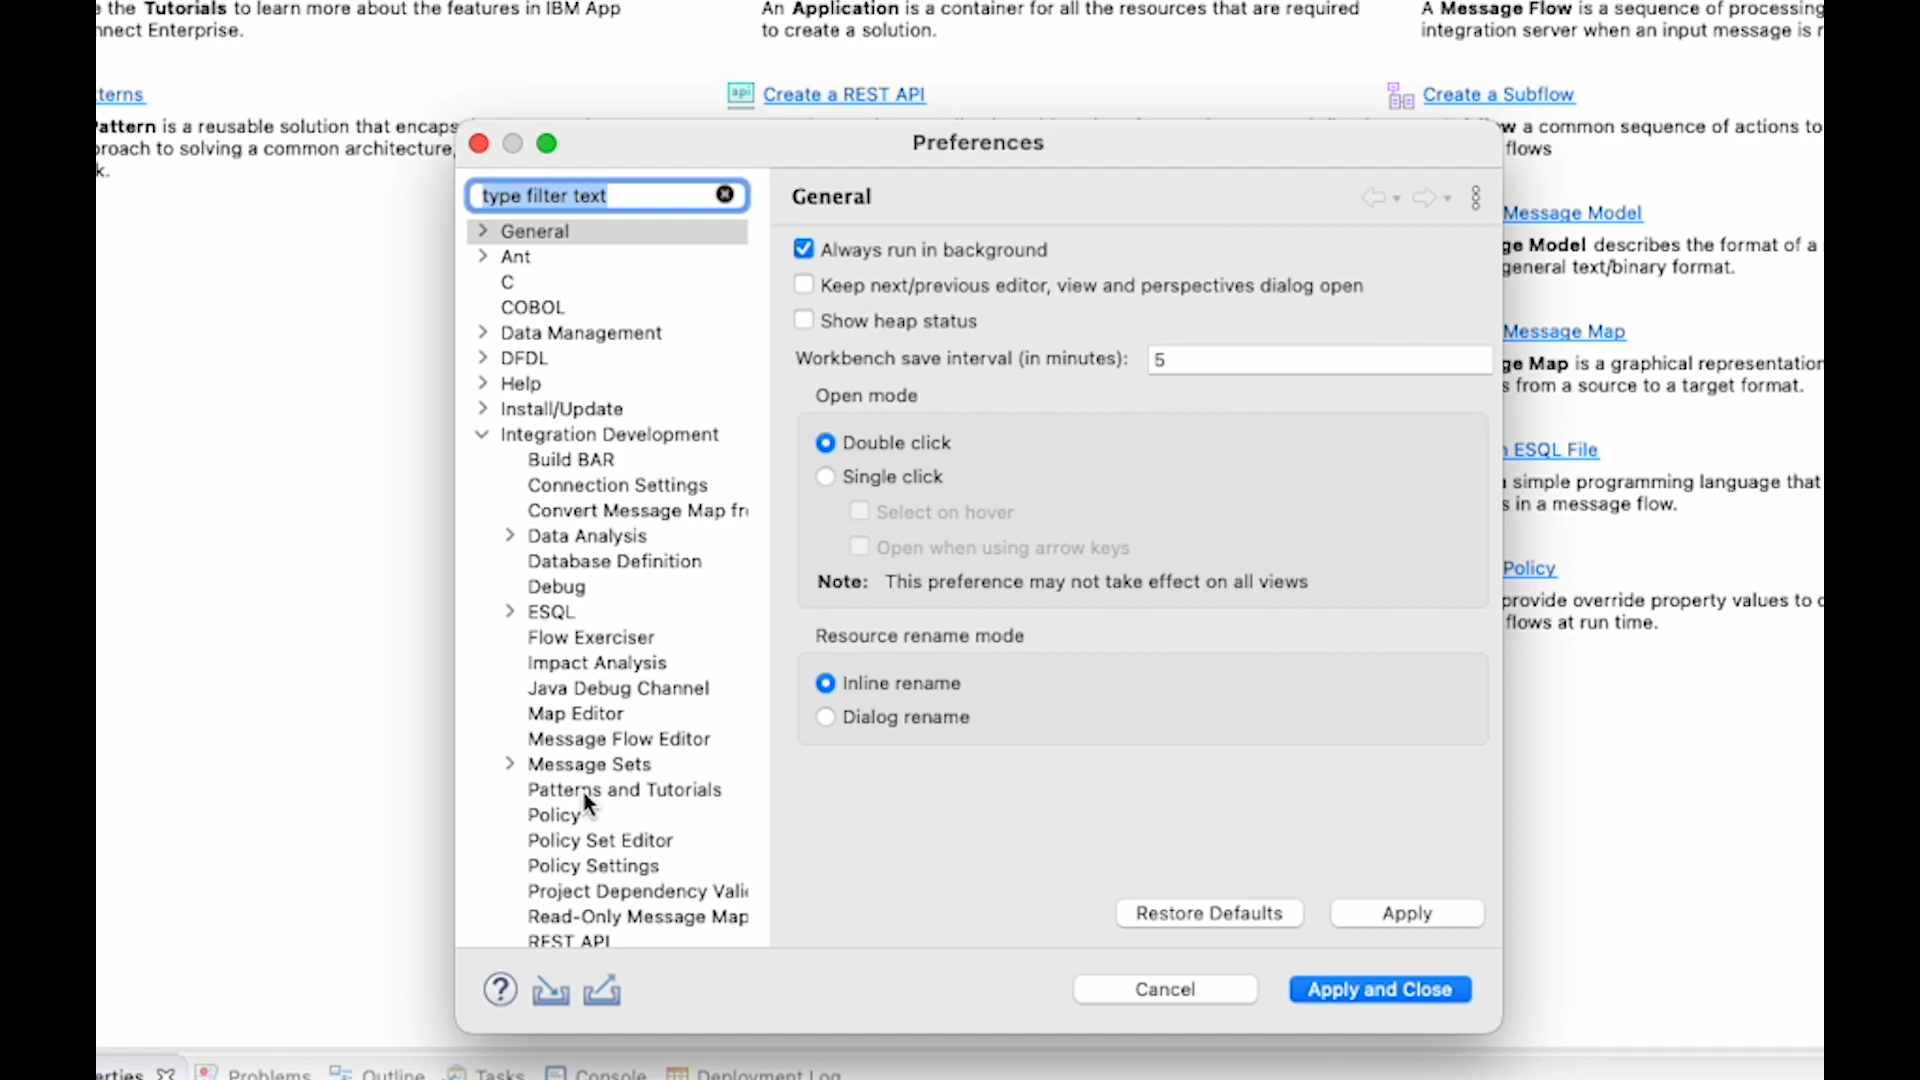 e the Tutorials to learn more about the features in IBM App
nnect Enterprise.
An Application is a container for all the resources that are required
to create a solution.
A Message Flow is a sequence of processing
integration server when an input message is r
terns
attern is a reusable solution that encaps
roach to solving a common architecture,
k.
api
Create a REST API
Create a Subflow
w a common sequence of actions to
flows
Message Model
ge Model describes the format of a
general text/binary format.
Message Map
ge Map is a graphical representation
s from a source to a target format.
ESQL File
simple programming language that
s in a message flow.
Policy
provide override property values to c
flows at run time.
Preferences
type filter text
General
Ant
C
COBOL
Data Management
DFDL
Help
Install/Update
Integration Development
Build BAR
Connection Settings
Convert Message Map fr
Data Analysis
Database Definition
Debug
ESQL
Flow Exerciser
Impact Analysis
Java Debug Channel
Map Editor
Message Flow Editor
Message Sets
Patterns and Tutorials
Policy
Policy Set Editor
Policy Settings
Project Dependency Vali
Read-Only Message Map
REST API
General
Always run in background
Keep next/previous editor, view and perspectives dialog open
Show heap status
Workbench save interval (in minutes): 5
Open mode
Double click
Single click
Select on hover
Open when using arrow keys
Note: This preference may not take effect on all views
Resource rename mode
Inline rename
Dialog rename
Restore Defaults
Apply
?
Cancel
Apply and Close
erties
Problems
Outline
Tasks
Console
Deployment Log